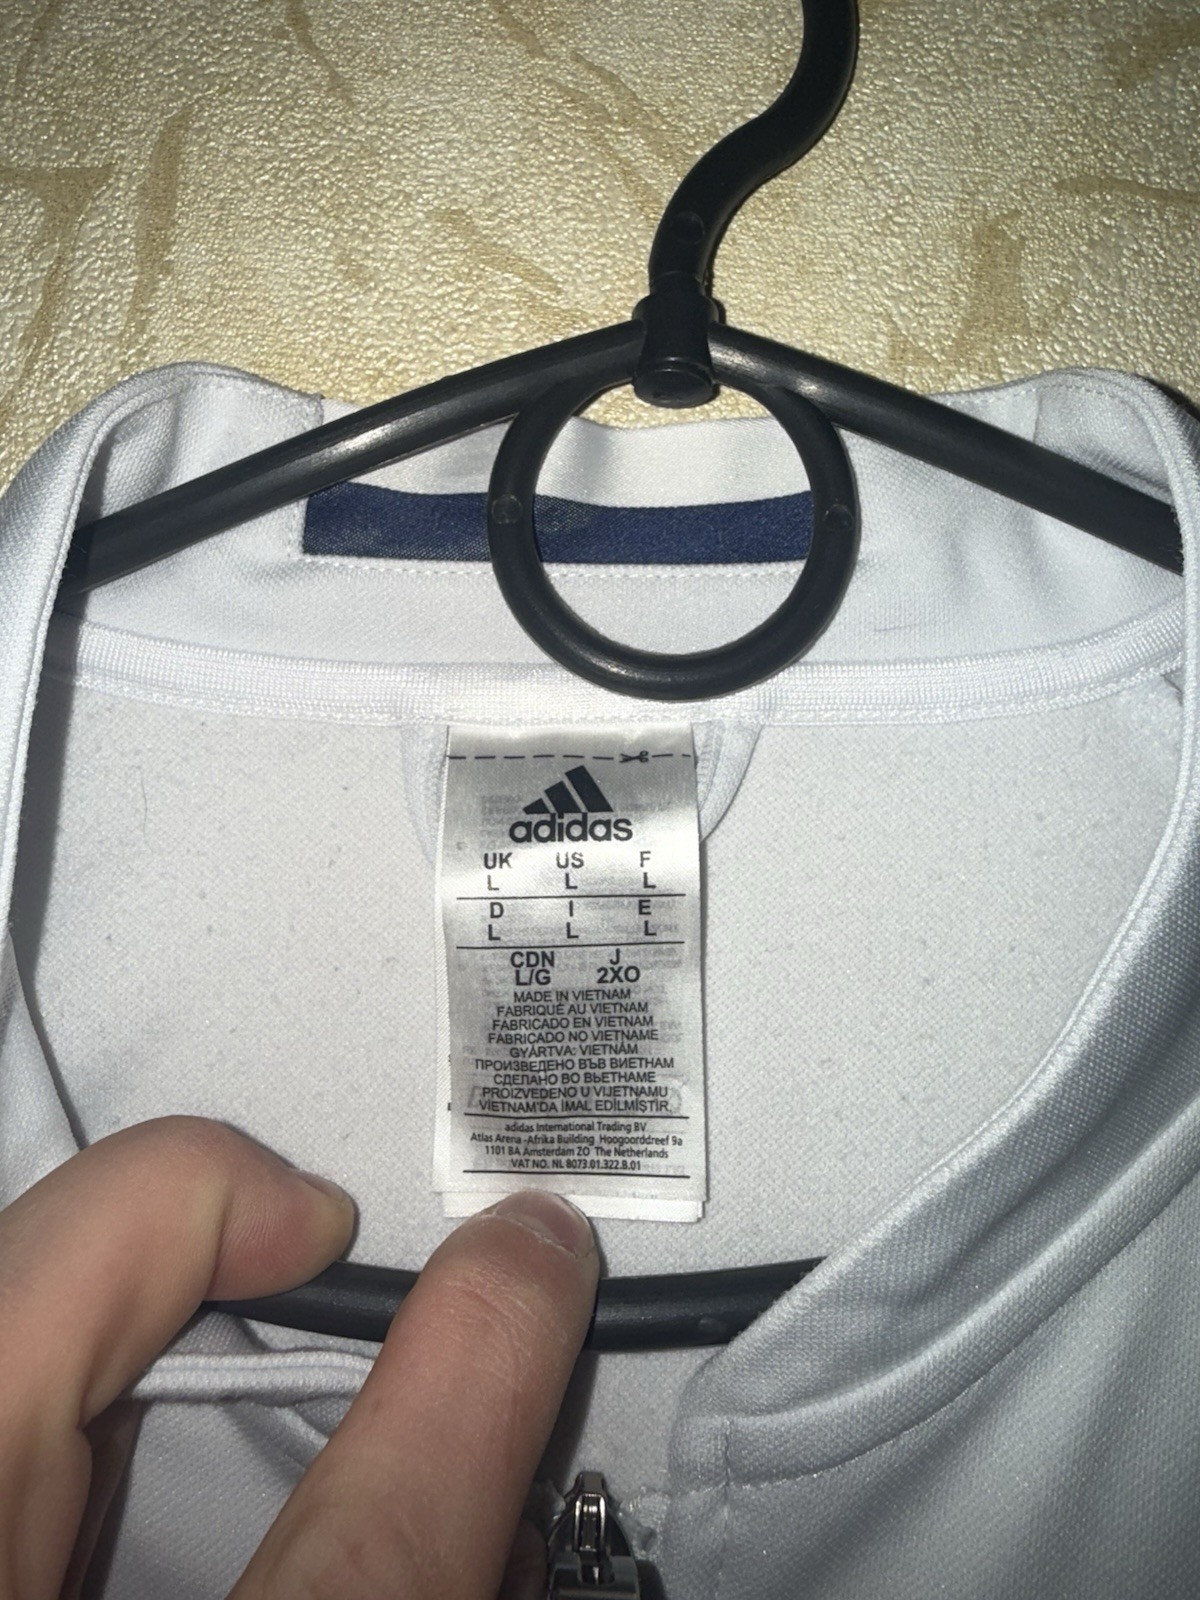 adidas
UK US F
L L L
D I E
L L L
CDN J
L/G 2XO
MADE IN VIETNAM
FABRIQUÉ AU VIETNAM
FABRICADO EN VIETNAM
FABRICADO NO VIETNAME
GYÁRTVA: VIETNÁM
ПРОИЗВЕДЕНО ВЪВ ВИЕТНАМ
СДЕЛАНО ВО ВЬЕТНАМЕ
PROIZVEDENO U VIJETNAMU
VİETNAM'DA İMAL EDİLMİŞTİR.
adidas International Trading BV
Atlas Arena -Afrika Building Hoogoorddreef 9a
1101 BA Amsterdam ZO The Netherlands
VAT NO. NL 8073.01.322.B.01